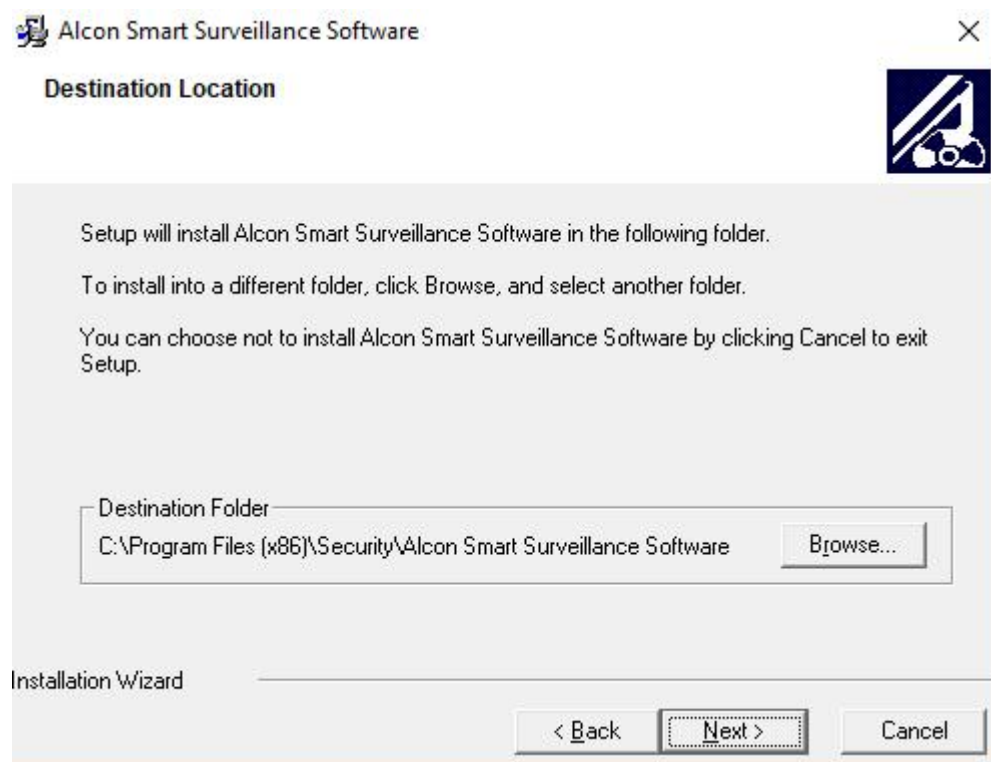 Alcon Smart Surveillance Software
Destination Location
Setup will install Alcon Smart Surveillance Software in the following folder.
To install into a different folder, click Browse, and select another folder.
You can choose not to install Alcon Smart Surveillance Software by clicking Cancel to exit
Setup.
Destination Folder
C:\Program Files (x86)\Security\Alcon Smart Surveillance Software
Browse...
Installation Wizard
< Back
Next >
Cancel